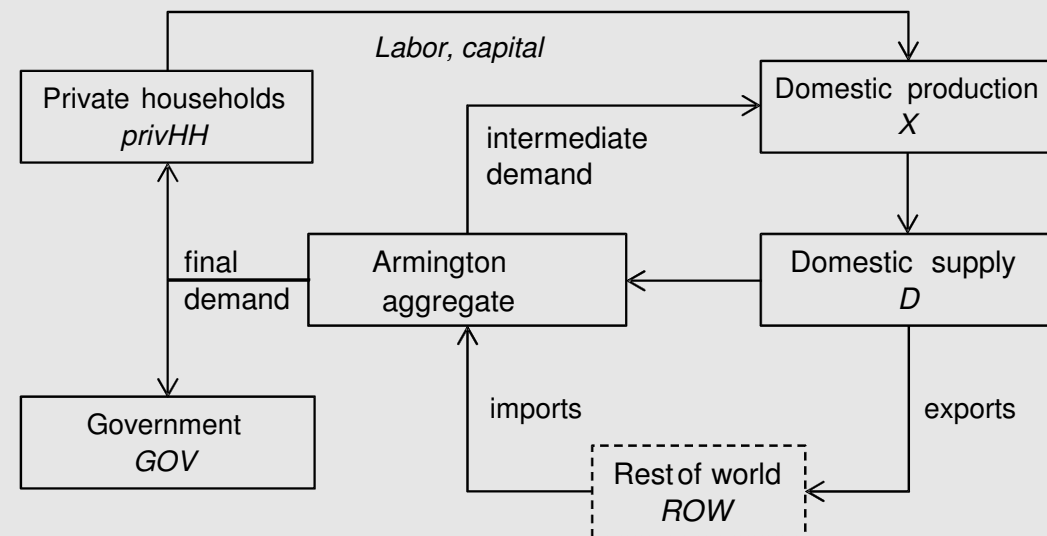 Labor, capital
Private households
privHH
Domestic production
X
intermediate
demand
final
demand
Armington
aggregate
Domestic supply
D
imports
exports
Government
GOV
Rest of world
ROW